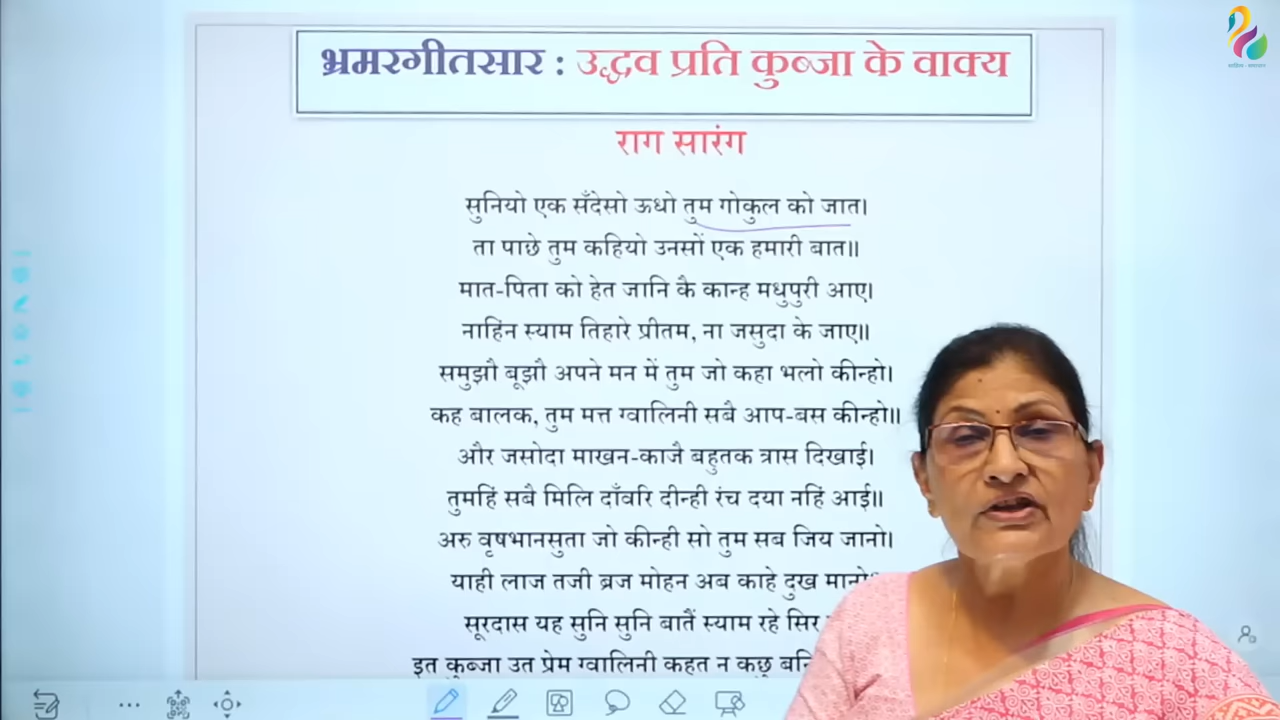 भ्रमरगीतसार : उद्धव प्रति कुब्जा के वाक्य
राग सारंग
सुनियो एक सँदेसो ऊधो तुम गोकुल को जात।
ता पाछे तुम कहियो उनसों एक हमारी बात॥
मात-पिता को हेत जानि कै कान्ह मधुपुरी आए।
नाहिंन स्याम तिहारे प्रीतम, ना जसुदा के जाए॥
समुझौ बूझौ अपने मन में तुम जो कहा भलो कीन्हो।
कह बालक, तुम मत्त ग्वालिनी सबै आप-बस कीन्हो॥
और जसोदा माखन-काजै बहुतक त्रास दिखाई।
तुमहिं सबै मिलि दाँवरि दीन्ही रंच दया नहिं आई॥
अरु वृषभानसुता जो कीन्ही सो तुम सब जिय जानो।
याही लाज तजी ब्रज मोहन अब काहे दुख मानो
सूरदास यह सुनि सुनि बातैं स्याम रहे सिर
इत कुब्जा उत प्रेम ग्वालिनी कहत न कछु